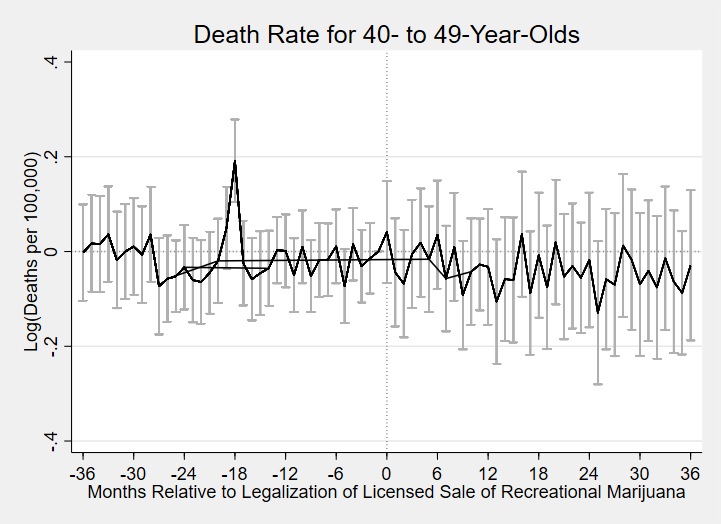 Death Rate for 40- to 49-Year-Olds
Log(Deaths per 100,000)
.4
.2
0
-.2
-.4
-36 -30 -24 -18 -12 -6 0 6 12 18 24 30 36
Months Relative to Legalization of Licensed Sale of Recreational Marijuana